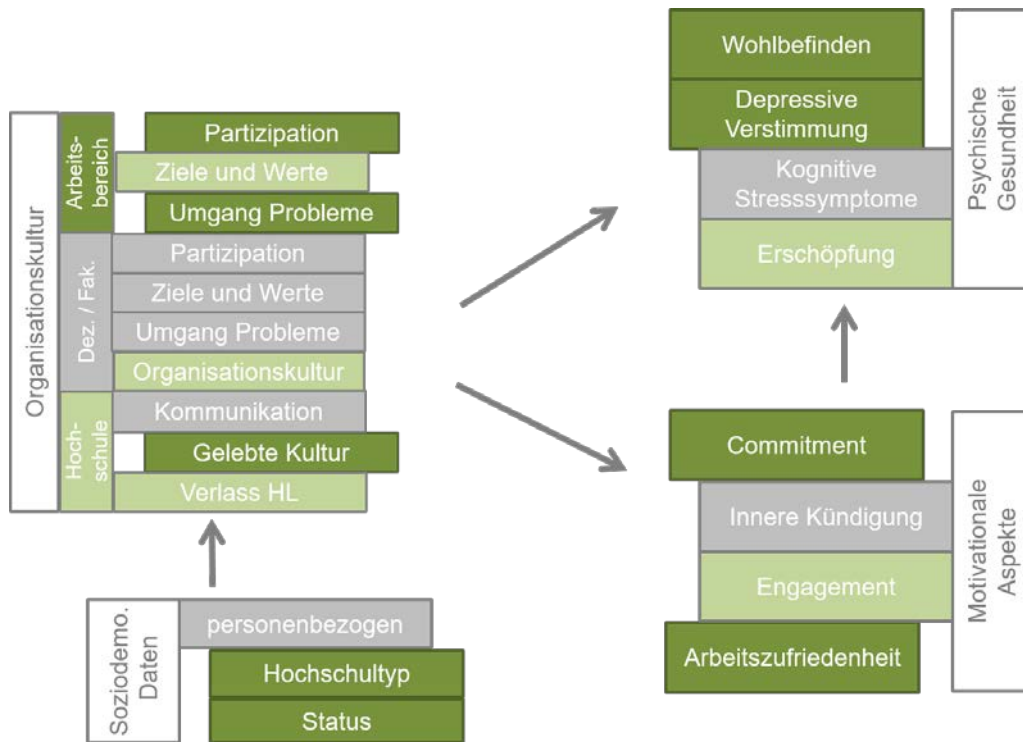 Organisationskultur
Arbeits-
bereich
Partizipation
Ziele und Werte
Umgang Probleme
Dez. / Fak.
Partizipation
Ziele und Werte
Umgang Probleme
Organisationskultur
Hoch-
schule
Kommunikation
Gelebte Kultur
Verlass HL
Soziodemo.
Daten
personenbezogen
Hochschultyp
Status
Wohlbefinden
Depressive
Verstimmung
Kognitive
Stresssymptome
Erschöpfung
Psychische
Gesundheit
Commitment
Innere Kündigung
Engagement
Arbeitszufriedenheit
Motivationale
Aspekte